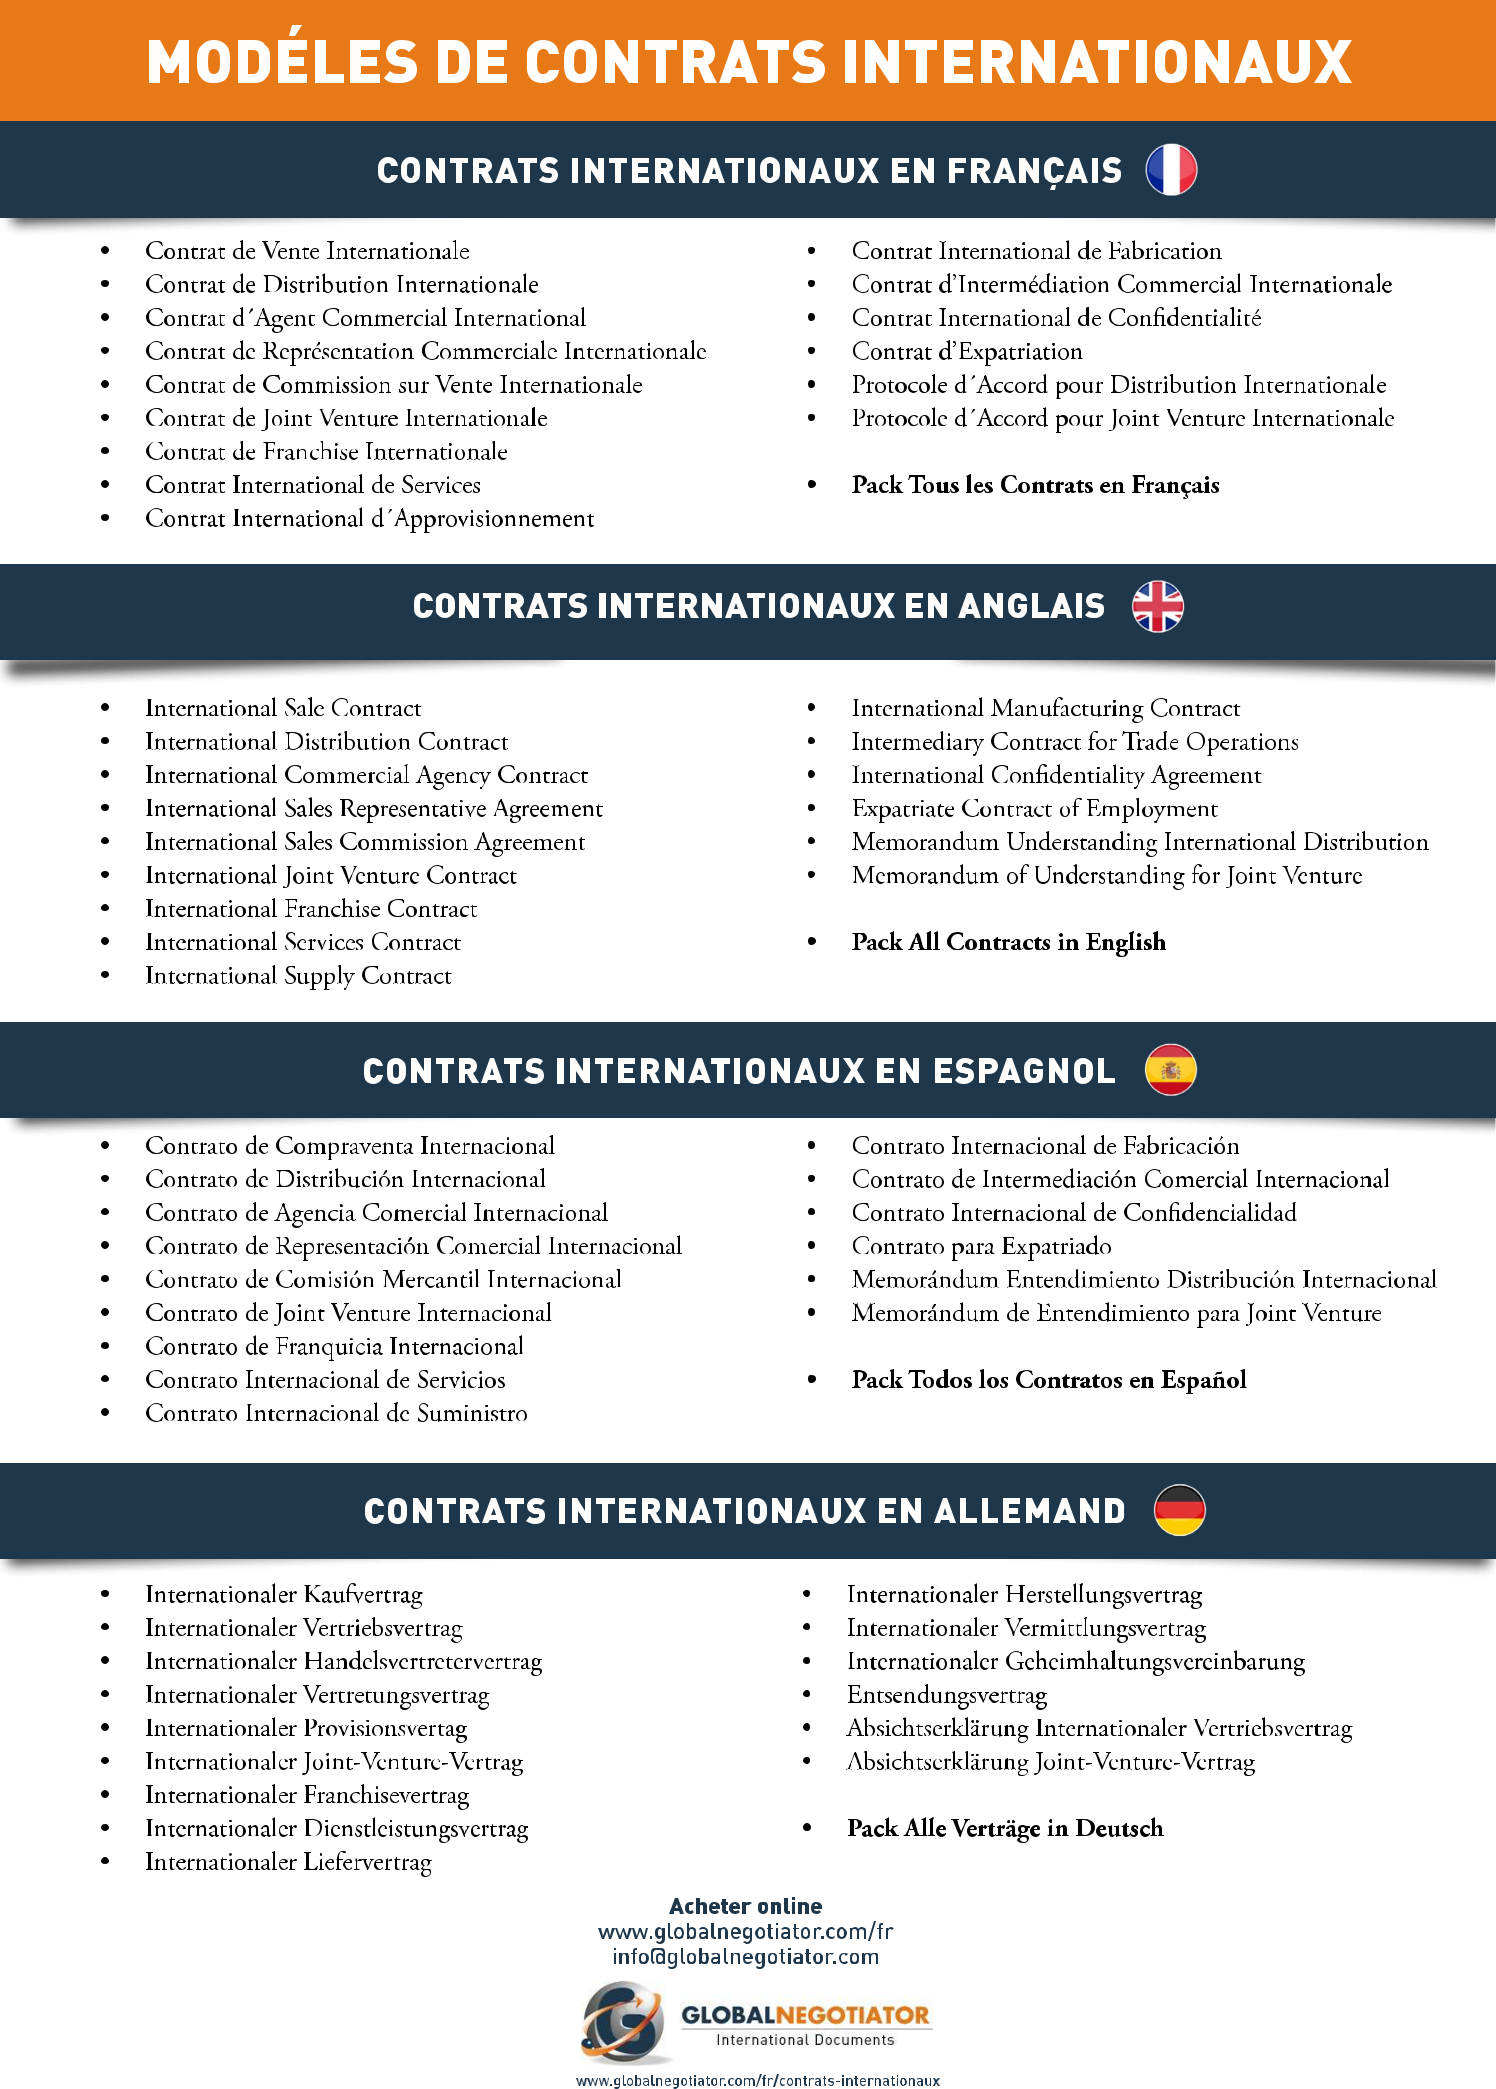 MODÉLES DE CONTRATS INTERNATIONAUX
CONTRATS INTERNATIONAUX EN FRANÇAIS
• Contrat de Vente Internationale
• Contrat de Distribution Internationale
• Contrat d´Agent Commercial International
• Contrat de Représentation Commerciale Internationale
• Contrat de Commission sur Vente Internationale
• Contrat de Joint Venture Internationale
• Contrat de Franchise Internationale
• Contrat International de Services
• Contrat International d´Approvisionnement
• Contrat International de Fabrication
• Contrat d’Intermédiation Commercial Internationale
• Contrat International de Confidentialité
• Contrat d’Expatriation
• Protocole d´Accord pour Distribution Internationale
• Protocole d´Accord pour Joint Venture Internationale
• Pack Tous les Contrats en Français
CONTRATS INTERNATIONAUX EN ANGLAIS
• International Sale Contract
• International Distribution Contract
• International Commercial Agency Contract
• International Sales Representative Agreement
• International Sales Commission Agreement
• International Joint Venture Contract
• International Franchise Contract
• International Services Contract
• International Supply Contract
• International Manufacturing Contract
• Intermediary Contract for Trade Operations
• International Confidentiality Agreement
• Expatriate Contract of Employment
• Memorandum Understanding International Distribution
• Memorandum of Understanding for Joint Venture
• Pack All Contracts in English
CONTRATS INTERNATIONAUX EN ESPAGNOL
• Contrato de Compraventa Internacional
• Contrato de Distribución Internacional
• Contrato de Agencia Comercial Internacional
• Contrato de Representación Comercial Internacional
• Contrato de Comisión Mercantil Internacional
• Contrato de Joint Venture Internacional
• Contrato de Franquicia Internacional
• Contrato Internacional de Servicios
• Contrato Internacional de Suministro
• Contrato Internacional de Fabricación
• Contrato de Intermediación Comercial Internacional
• Contrato Internacional de Confidencialidad
• Contrato para Expatriado
• Memorándum Entendimiento Distribución Internacional
• Memorándum de Entendimiento para Joint Venture
• Pack Todos los Contratos en Español
CONTRATS INTERNATIONAUX EN ALLEMAND
• Internationaler Kaufvertrag
• Internationaler Vertriebsvertrag
• Internationaler Handelsvertretervertrag
• Internationaler Vertretungsvertrag
• Internationaler Provisionsvertag
• Internationaler Joint-Venture-Vertrag
• Internationaler Franchisevertrag
• Internationaler Dienstleistungsvertrag
• Internationaler Liefervertrag
• Internationaler Herstellungsvertrag
• Internationaler Vermittlungsvertrag
• Internationaler Geheimhaltungsvereinbarung
• Entsendungsvertrag
• Absichtserklärung Internationaler Vertriebsvertrag
• Absichtserklärung Joint-Venture-Vertrag
• Pack Alle Verträge in Deutsch
Acheter online
www.globalnegotiator.com/fr
info@globalnegotiator.com
GLOBALNEGOTIATOR
International Documents
www.globalnegotiator.com/fr/contrats-internationaux